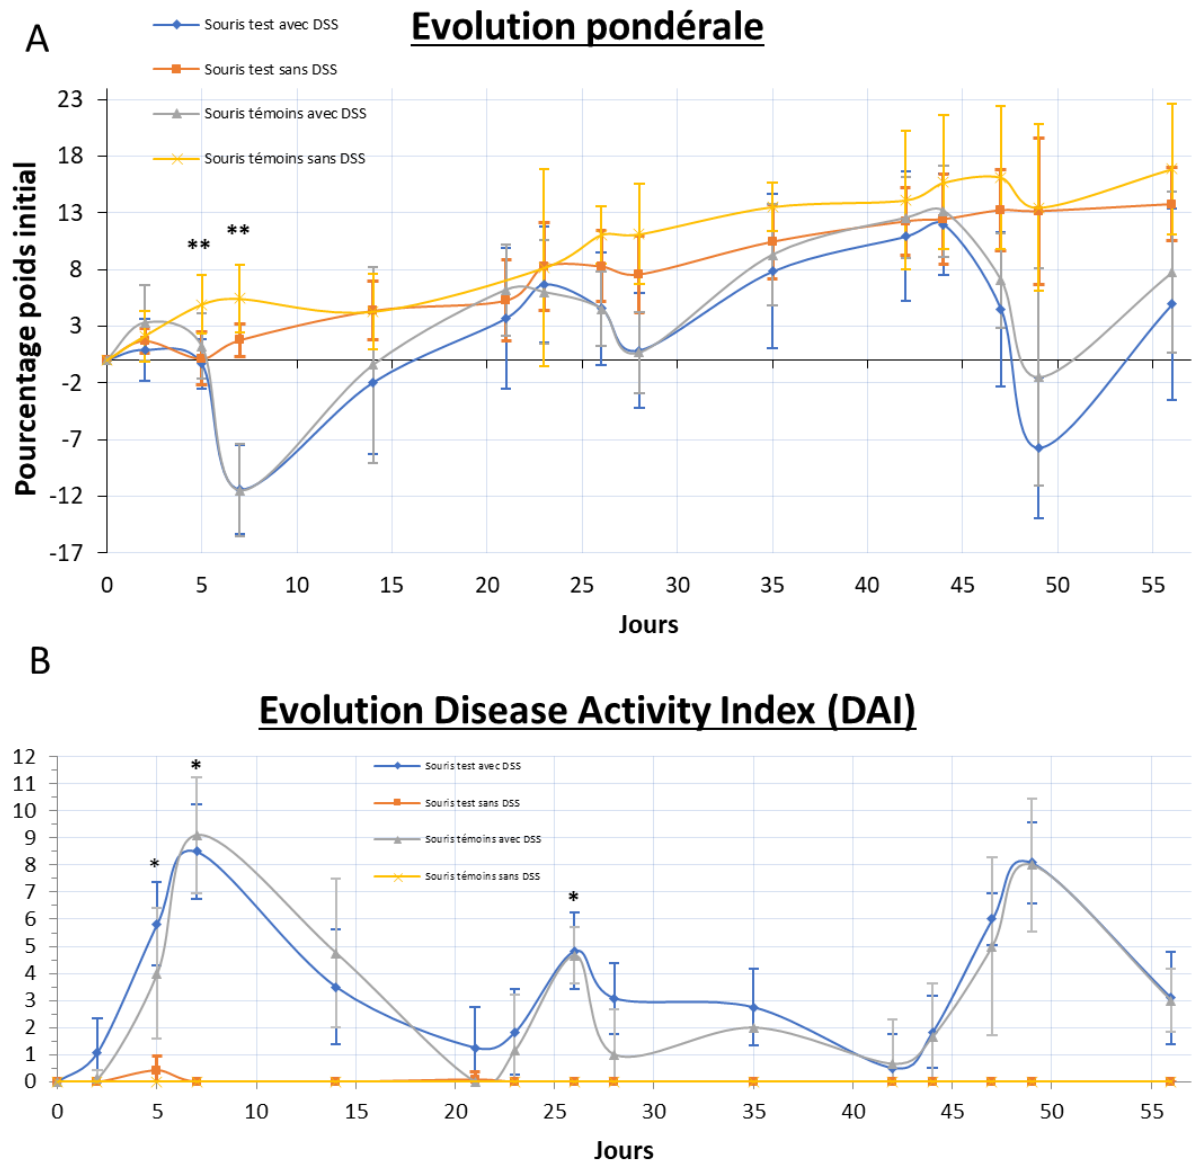 A
Evolution pondérale
Souris test avec DSS
Souris test sans DSS
Souris témoins avec DSS
Souris témoins sans DSS
Pourcentage poids initial
23
18
13
8
3
-2
-7
-12
-17
** **
0 5 10 15 20 25 30 35 40 45 50 55
Jours
B
Evolution Disease Activity Index (DAI)
Souris test avec DSS
Souris test sans DSS
Souris témoins avec DSS
Souris témoins sans DSS
12
11
10
9
8
7
6
5
4
3
2
1
0
* * *
0 5 10 15 20 25 30 35 40 45 50 55
Jours